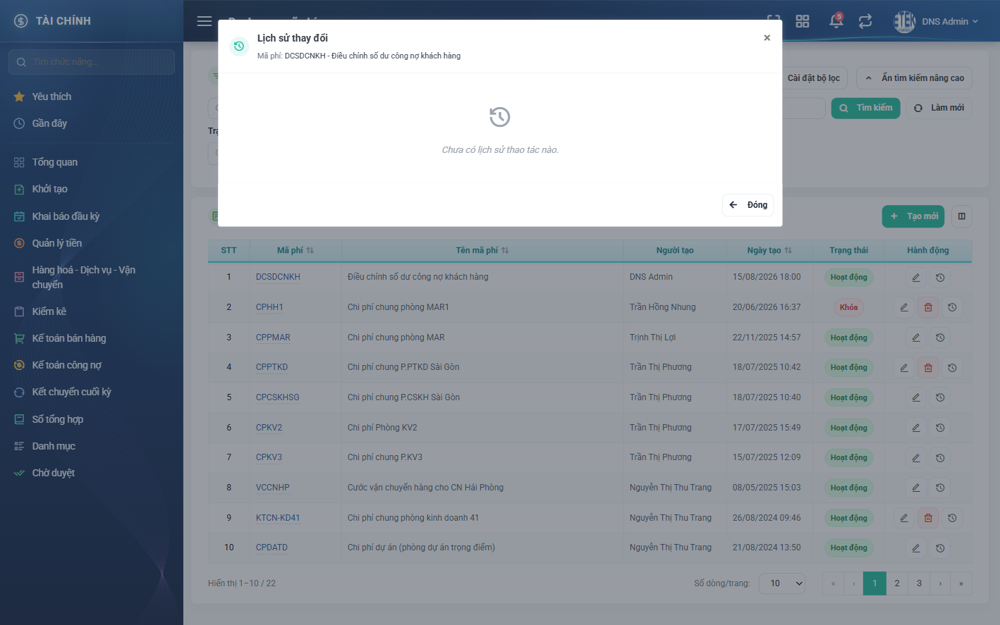 TÀI CHÍNH
DNS Admin
5
Tìm chức năng...
Yêu thích
Gần đây
Tổng quan
Khởi tạo
Khai báo đầu kỳ
Quản lý tiền
Hàng hoá - Dịch vụ - Vận
chuyển
Kiểm kê
Kế toán bán hàng
Kế toán công nợ
Kết chuyển cuối kỳ
Sổ tổng hợp
Danh mục
Chờ duyệt
Lịch sử thay đổi
×
Mã phí: DCSDCNKH - Điều chỉnh số dư công nợ khách hàng
Chưa có lịch sử thao tác nào.
Đóng
Cài đặt bộ lọc
Ẩn tìm kiếm nâng cao
Tìm kiếm
Làm mới
Tạo mới
STT Mã phí Tên mã phí Người tạo Ngày tạo Trạng thái Hành động
1 DCSDCNKH Điều chỉnh số dư công nợ khách hàng DNS Admin 15/08/2026 18:00 Hoạt động
2 CPHH1 Chi phí chung phòng MAR1 Trần Hồng Nhung 20/06/2026 16:37 Khóa
3 CPPMAR Chi phí chung phòng MAR Trịnh Thị Lợi 22/11/2025 14:57 Hoạt động
4 CPPTKD Chi phí chung P.PTKD Sài Gòn Trần Thị Phương 18/07/2025 10:42 Hoạt động
5 CPCSKHSG Chi phí chung P.CSKH Sài Gòn Trần Thị Phương 18/07/2025 10:40 Hoạt động
6 CPKV2 Chi phí Phòng KV2 Trần Thị Phương 17/07/2025 15:49 Hoạt động
7 CPKV3 Chi phí chung P.KV3 Trần Thị Phương 15/07/2025 12:09 Hoạt động
8 VCCNHP Cước vận chuyển hàng cho CN Hải Phòng Nguyễn Thị Thu Trang 08/05/2025 15:03 Hoạt động
9 KTCN-KD41 Chi phí chung phòng kinh doanh 41 Nguyễn Thị Thu Trang 26/08/2024 09:46 Hoạt động
10 CPDATD Chi phí dự án (phòng dự án trọng điểm) Nguyễn Thị Thu Trang 21/08/2024 13:50 Hoạt động
Hiển thị 1–10 / 22
Số dòng/trang: 10
« ‹ 1 2 3 › »